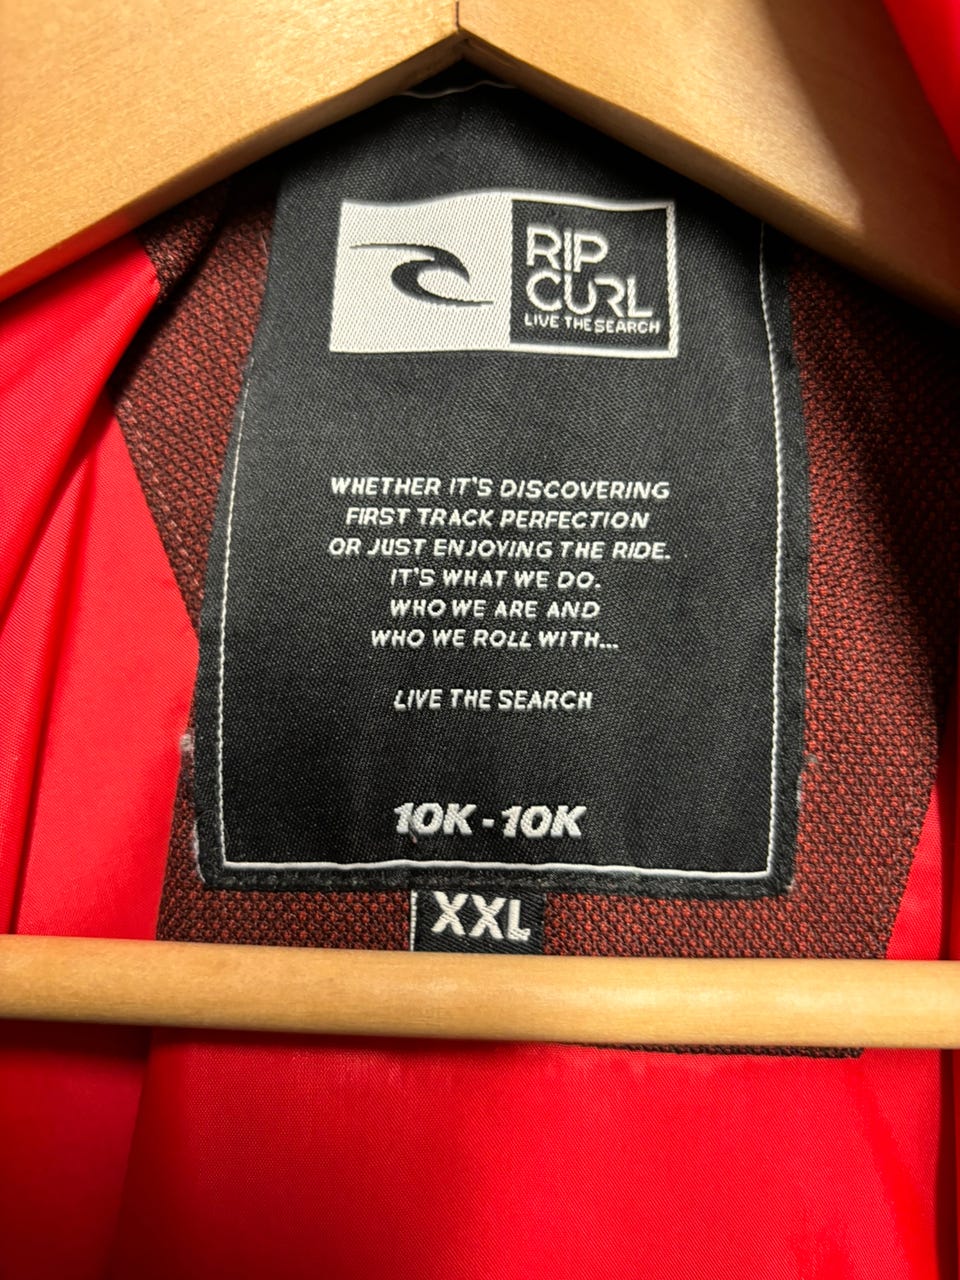 RIP
CURL
LIVE THE SEARCH
WHETHER IT'S DISCOVERING
FIRST TRACK PERFECTION
OR JUST ENJOYING THE RIDE.
IT'S WHAT WE DO.
WHO WE ARE AND
WHO WE ROLL WITH...
LIVE THE SEARCH
10K - 10K
XXL